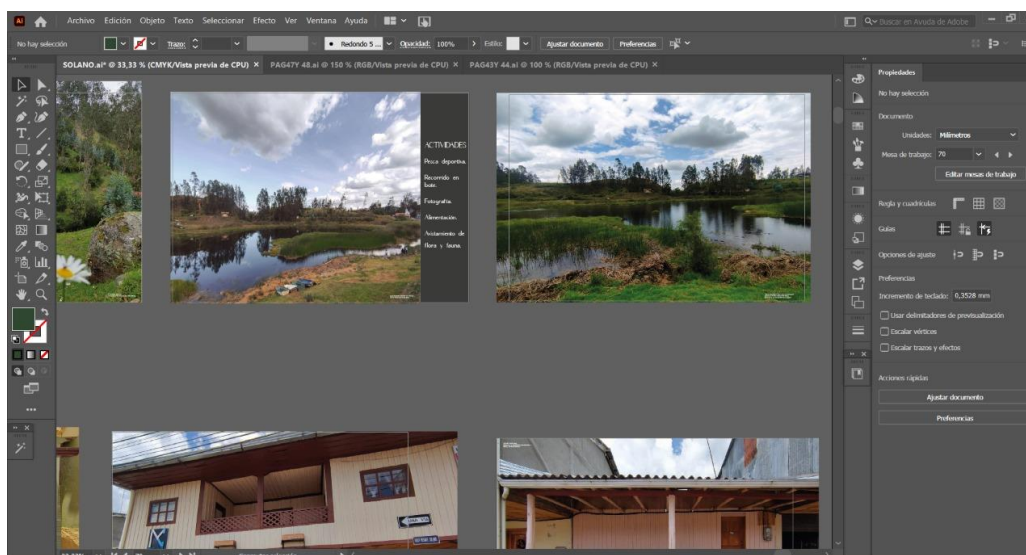 Ai Archivo Edición Objeto Texto Seleccionar Efecto Ver Ventana Ayuda Buscar en Ayuda de Adobe
No hay selección Trazo: Redondo 5 ... Opacidad: 100% Estilo: Ajustar documento Preferencias
SOLANO.ai* @ 33,33 % (CMYK/Vista previa de CPU) × PAG47Y 48.ai @ 150 % (RGB/Vista previa de CPU) × PAG43Y 44.ai @ 100 % (RGB/Vista previa de CPU) ×
Propiedades
No hay selección
Documento
Unidades: Milímetros
Mesa de trabajo: 70
Editar mesas de trabajo
Regla y cuadrículas
Guías
Opciones de ajuste
Preferencias
Incremento de teclado: 0,3528 mm
Usar delimitadores de previsualización
Escalar vértices
Escalar trazos y efectos
Acciones rápidas
Ajustar documento
Preferencias
ACTIVIDADES
Pesca deportiva.
Recorrido en
bote.
Fotografía.
Alimentación.
Avistamiento de
flora y fauna.